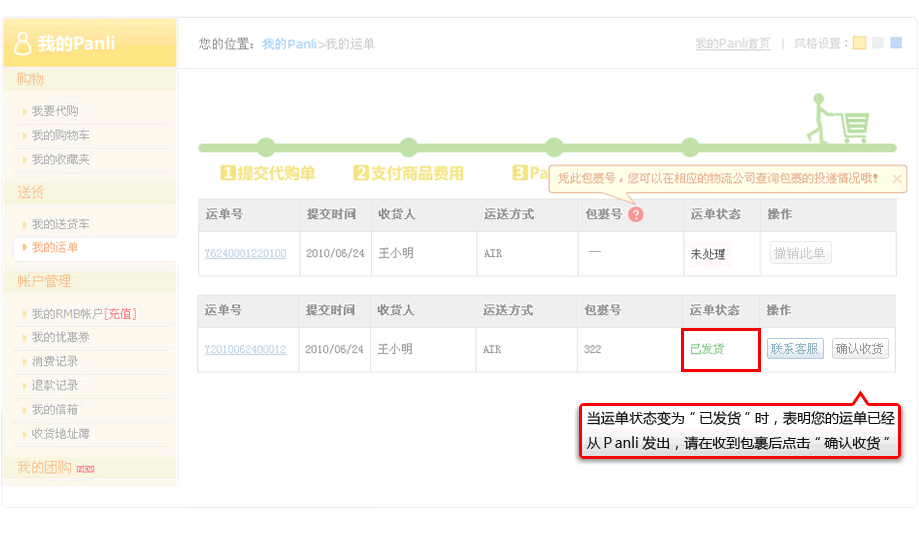 我的Panli
您的位置：我的Panli>我的运单
我的Panli首页 | 风格设置：
购物
我要代购
我的购物车
我的收藏夹
送货
我的送货车
我的运单
帐户管理
我的RMB帐户[充值]
我的优惠券
消费记录
退款记录
我的信箱
收货地址薄
我的团购
1提交代购单 2支付商品费用 3Pa
凭此包裹号，您可以在相应的物流公司查询包裹的投递情况哦！ ×
运单号 提交时间 收货人 运送方式 包裹号 ? 运单状态 操作
Y6240001220100 2010/06/24 王小明 AIR — 未处理 撤销此单
运单号 提交时间 收货人 运送方式 包裹号 运单状态 操作
Y2010062400012 2010/06/24 王小明 AIR 322 已发货 联系客服 确认收货
当运单状态变为“已发货”时，表明您的运单已经
从Panli发出，请在收到包裹后点击“确认收货”